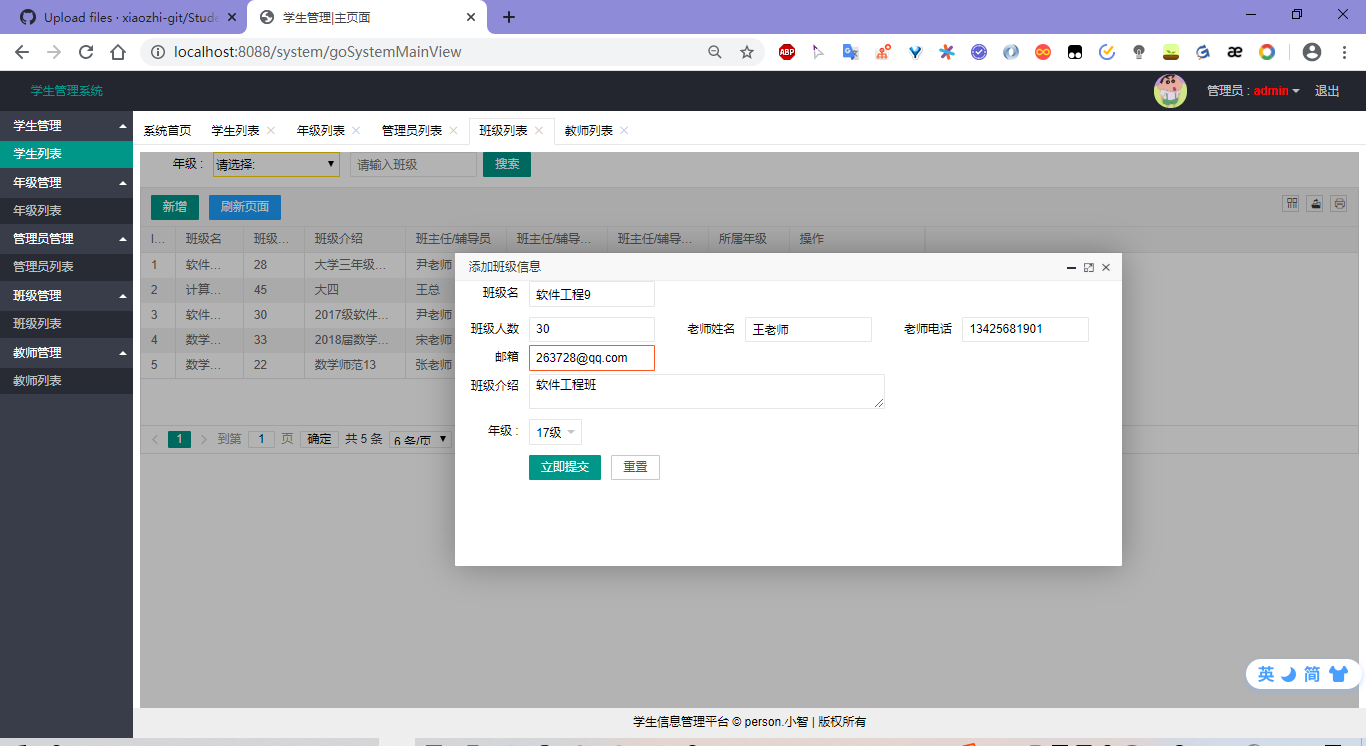 Upload files · xiaozhi-git/Stude
学生管理|主页面
localhost:8088/system/goSystemMainView
ABP
学生管理系统
管理员 : admin
退出
学生管理
学生列表
年级管理
年级列表
管理员管理
管理员列表
班级管理
班级列表
教师管理
教师列表
系统首页 学生列表 年级列表 管理员列表 班级列表 教师列表
年级 : 请选择: 请输入班级 搜索
新增 刷新页面
I... 班级名 班级... 班级介绍 班主任/辅导员 班主任/辅导... 班主任/辅导... 所属年级 操作
1 软件... 28 大学三年级... 尹老师
2 计算... 45 大四 王总
3 软件... 30 2017级软件... 尹老师
4 数学... 33 2018届数学... 宋老师
5 数学... 22 数学师范13 张老师
1 到第 1 页 确定 共 5 条 6 条/页
添加班级信息
班级名 软件工程9
班级人数 30 老师姓名 王老师 老师电话 13425681901
邮箱 263728@qq.com
班级介绍 软件工程班
年级 : 17级
立即提交 重置
英 简
学生信息管理平台 © person.小智 | 版权所有